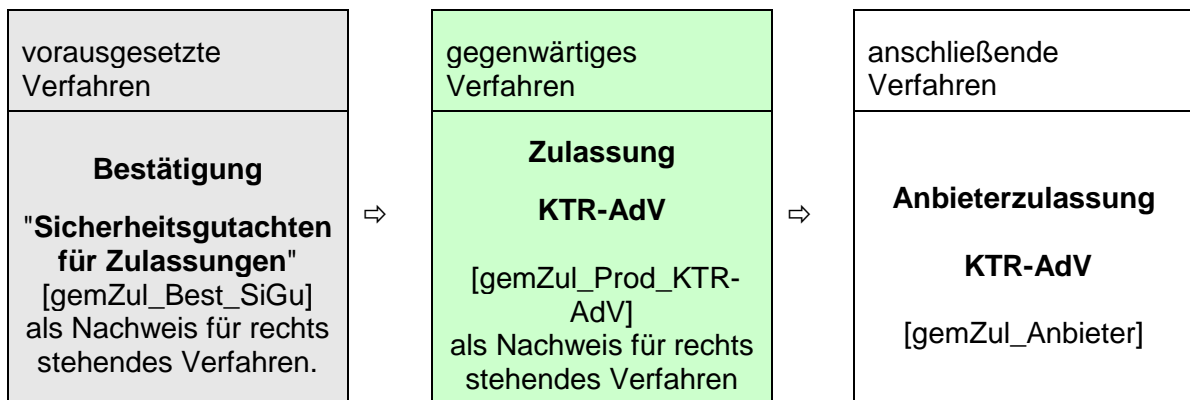 vorausgesetzte
Verfahren
Bestätigung
"Sicherheitsgutachten
für Zulassungen"
[gemZul_Best_SiGu]
als Nachweis für rechts
stehendes Verfahren.
⇨
gegenwärtiges
Verfahren
Zulassung
KTR-AdV
[gemZul_Prod_KTR-
AdV]
als Nachweis für rechts
stehendes Verfahren
⇨
anschließende
Verfahren
Anbieterzulassung
KTR-AdV
[gemZul_Anbieter]